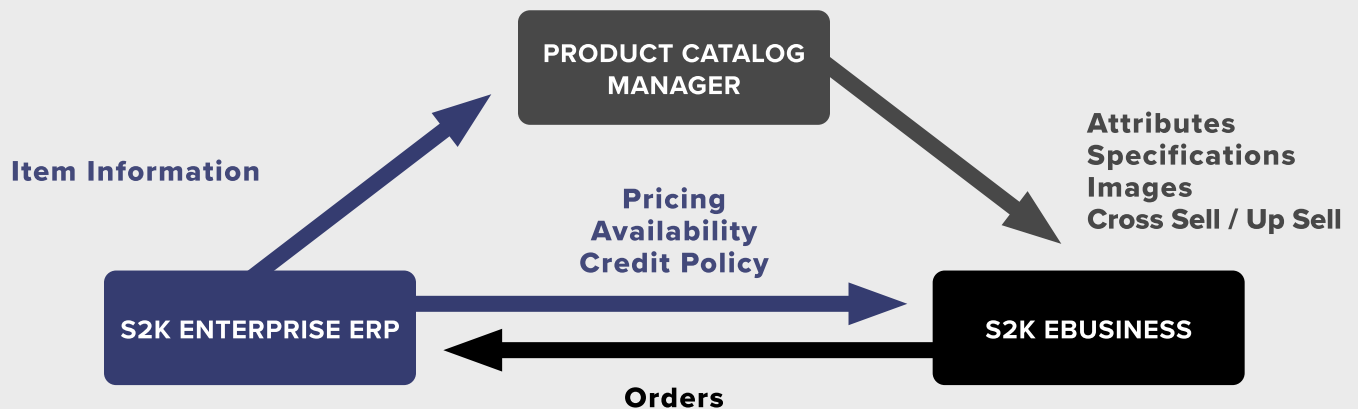 PRODUCT CATALOG
MANAGER
Item Information
Attributes
Specifications
Images
Cross Sell / Up Sell
Pricing
Availability
Credit Policy
S2K ENTERPRISE ERP
S2K EBUSINESS
Orders